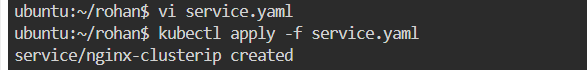 ubuntu:~/rohan$ vi service.yaml
ubuntu:~/rohan$ kubectl apply -f service.yaml
service/nginx-clusterip created